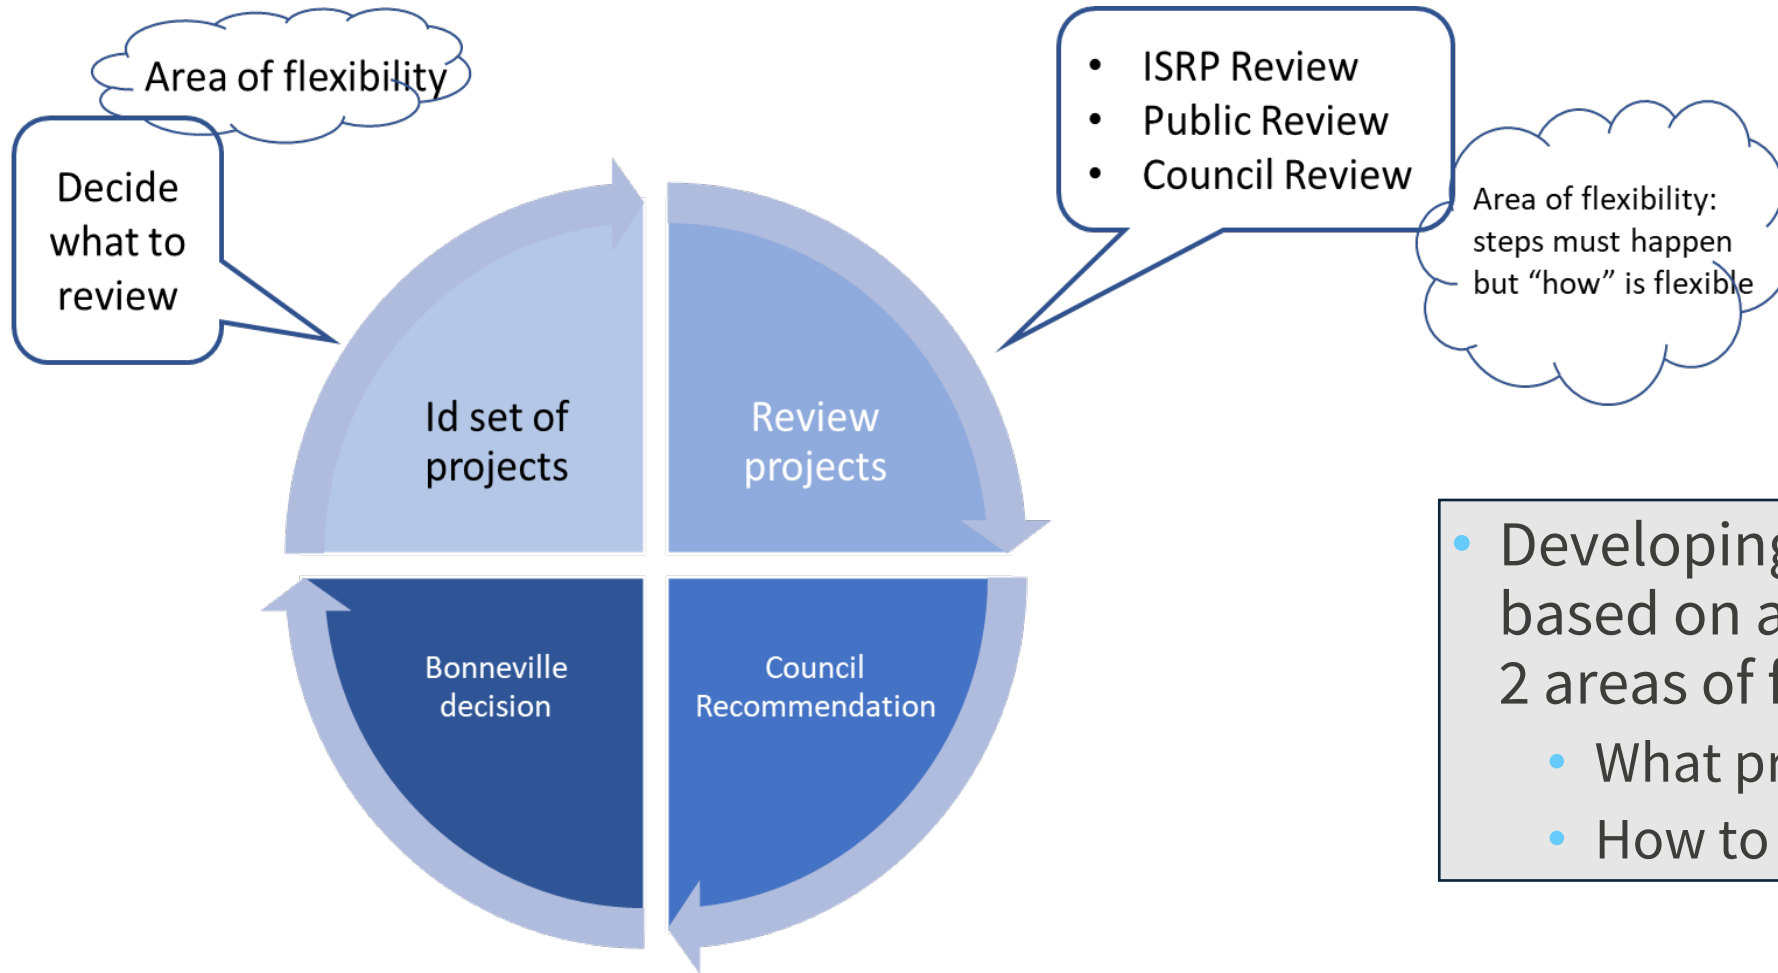 Area of flexibility
Decide
what to
review
• ISRP Review
• Public Review
• Council Review
Area of flexibility:
steps must happen
but “how” is flexible
Id set of
projects
Review
projects
Bonneville
decision
Council
Recommendation
• Developing
based on
2 areas of
• What
• How to